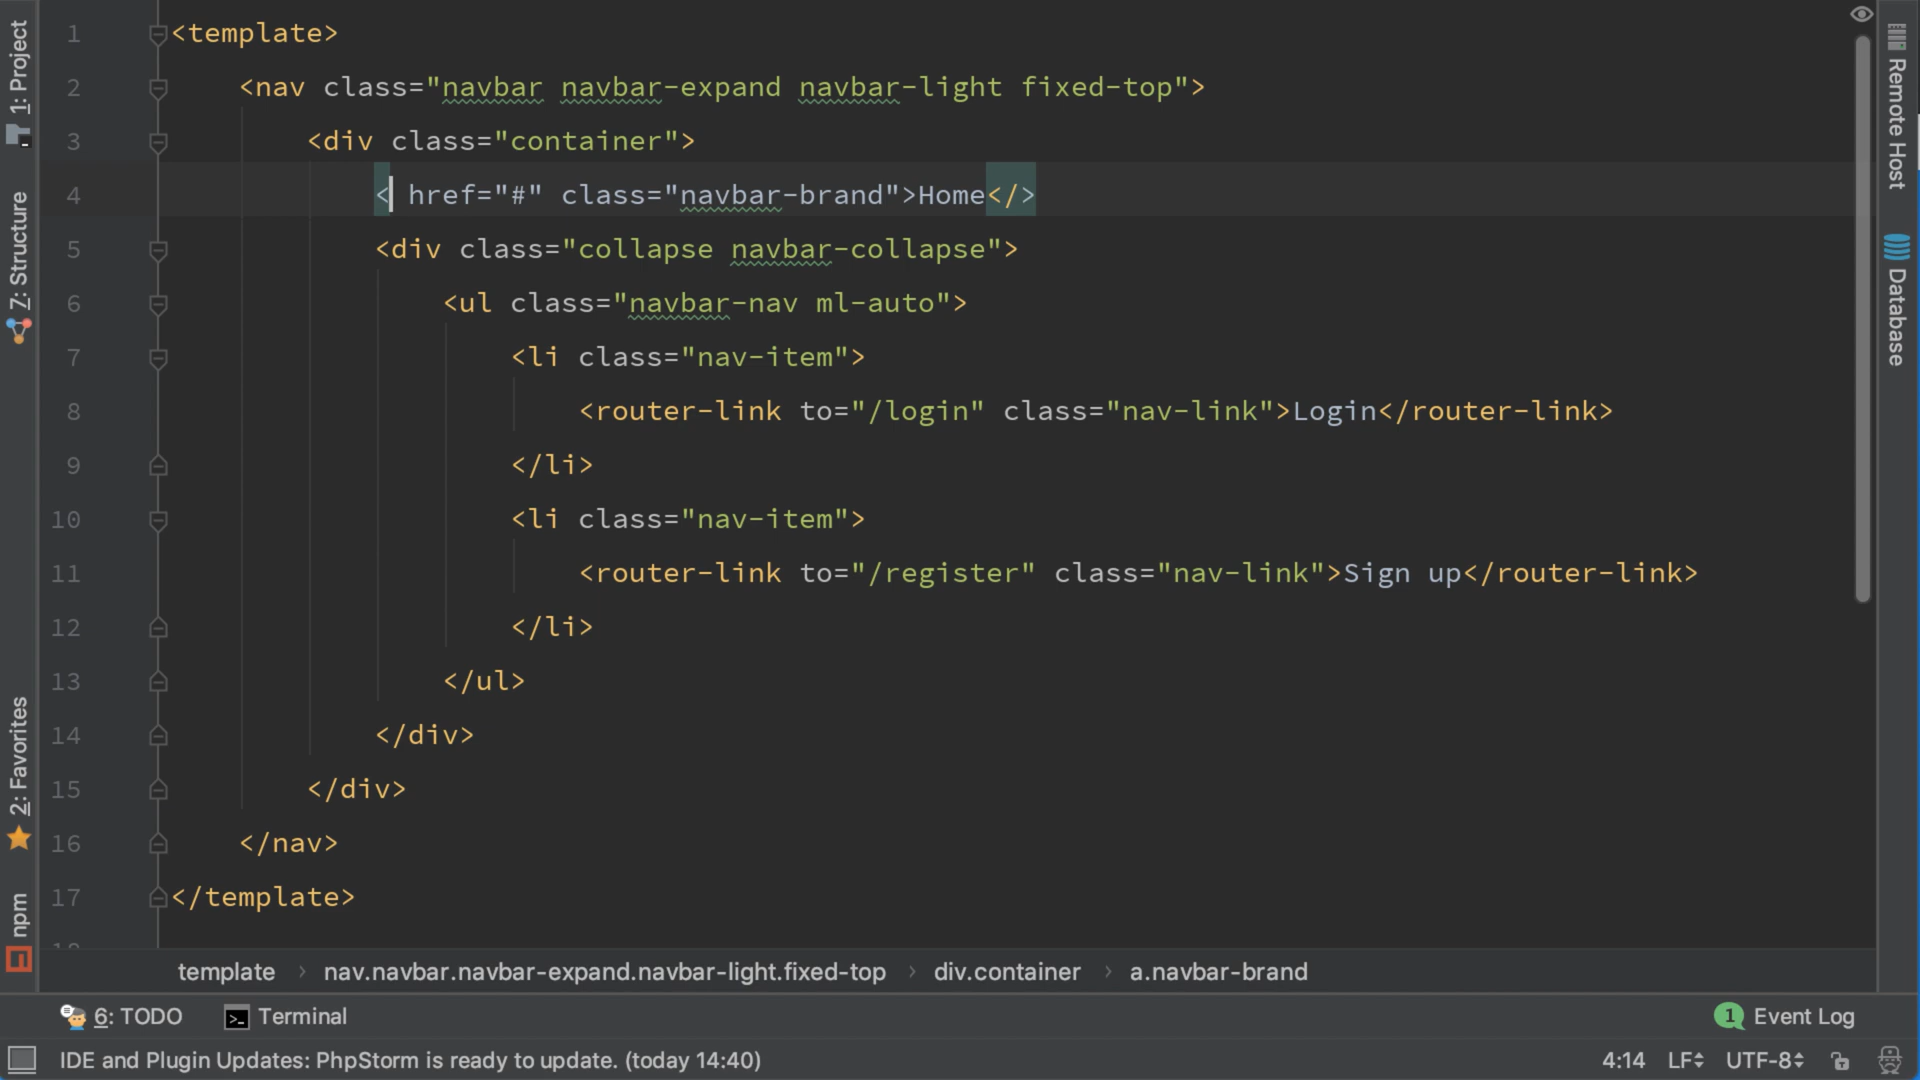 1: Project
Z: Structure
2: Favorites
npm
1 <template>
2 <nav class="navbar navbar-expand navbar-light fixed-top">
3 <div class="container">
4 < href="#" class="navbar-brand">Home</>
5 <div class="collapse navbar-collapse">
6 <ul class="navbar-nav ml-auto">
7 <li class="nav-item">
8 <router-link to="/login" class="nav-link">Login</router-link>
9 </li>
10 <li class="nav-item">
11 <router-link to="/register" class="nav-link">Sign up</router-link>
12 </li>
13 </ul>
14 </div>
15 </div>
16 </nav>
17 </template>
Remote Host
Database
template › nav.navbar.navbar-expand.navbar-light.fixed-top › div.container › a.navbar-brand
6: TODO Terminal 1 Event Log
IDE and Plugin Updates: PhpStorm is ready to update. (today 14:40) 4:14 LF UTF-8